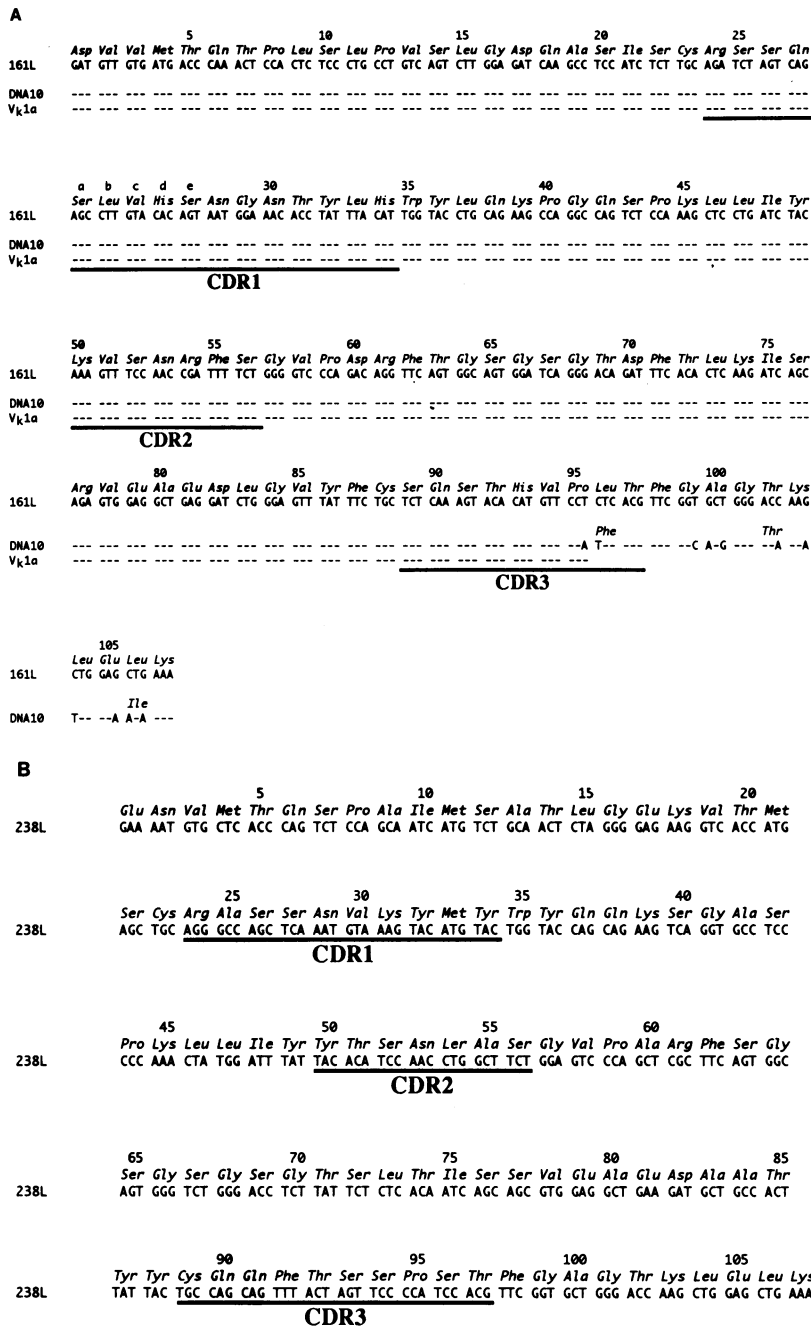 A
5 10 15 20 25
Asp Val Val Met Thr Gln Thr Pro Leu Ser Leu Pro Val Ser Leu Gly Asp Gln Ala Ser Ile Ser Cys Arg Ser Ser Gln
161L GAT GTT GTG ATG ACC CAA ACT CCA CTC TCC CTG CCT GTC AGT CTT GGA GAT CAA GCC TCC ATC TCT TGC AGA TCT AGT CAG
DNA10 --- --- --- --- --- --- --- --- --- --- --- --- --- --- --- --- --- --- --- --- --- --- --- --- --- --- ---
Vk1a --- --- --- --- --- --- --- --- --- --- --- --- --- --- --- --- --- --- --- --- --- --- --- --- --- --- ---
a b c d e 30 35 40 45
Ser Leu Val His Ser Asn Gly Asn Thr Tyr Leu His Trp Tyr Leu Gln Lys Pro Gly Gln Ser Pro Lys Leu Leu Ile Tyr
161L AGC CTT GTA CAC AGT AAT GGA AAC ACC TAT TTA CAT TGG TAC CTG CAG AAG CCA GGC CAG TCT CCA AAG CTC CTG ATC TAC
DNA10 --- --- --- --- --- --- --- --- --- --- --- --- --- --- --- --- --- --- --- --- --- --- --- --- --- --- ---
Vk1a --- --- --- --- --- --- --- --- --- --- --- --- --- --- --- --- --- --- --- --- --- --- --- --- --- --- ---
CDR1
50 55 60 65 70 75
Lys Val Ser Asn Arg Phe Ser Gly Val Pro Asp Arg Phe Thr Gly Ser Gly Ser Gly Thr Asp Phe Thr Leu Lys Ile Ser
161L AAA GTT TCC AAC CGA TTT TCT GGG GTC CCA GAC AGG TTC AGT GGC AGT GGA TCA GGG ACA GAT TTC ACA CTC AAG ATC AGC
DNA10 --- --- --- --- --- --- --- --- --- --- --- --- --- --- --- --- --- --- --- --- --- --- --- --- --- --- ---
Vk1a --- --- --- --- --- --- --- --- --- --- --- --- --- --- --- --- --- --- --- --- --- --- --- --- --- --- ---
CDR2
80 85 90 95 100
Arg Val Glu Ala Glu Asp Leu Gly Val Tyr Phe Cys Ser Gln Ser Thr His Val Pro Leu Thr Phe Gly Ala Gly Thr Lys
161L AGA GTG GAG GCT GAG GAT CTG GGA GTT TAT TTC TGC TCT CAA AGT ACA CAT GTT CCT CTC ACG TTC GGT GCT GGG ACC AAG
Phe Thr
DNA10 --- --- --- --- --- --- --- --- --- --- --- --- --- --- --- --- --- --- --A T-- --- --- --C A-G --- --A --A
Vk1a --- --- --- --- --- --- --- --- --- --- --- --- --- --- --- --- --- --- ---
CDR3
105
Leu Glu Leu Lys
161L CTG GAG CTG AAA
Ile
DNA10 T-- --A A-A ---
B
5 10 15 20
Glu Asn Val Met Thr Gln Ser Pro Ala Ile Met Ser Ala Thr Leu Gly Glu Lys Val Thr Met
238L GAA AAT GTG CTC ACC CAG TCT CCA GCA ATC ATG TCT GCA ACT CTA GGG GAG AAG GTC ACC ATG
25 30 35 40
Ser Cys Arg Ala Ser Ser Asn Val Lys Tyr Met Tyr Trp Tyr Gln Gln Lys Ser Gly Ala Ser
238L AGC TGC AGG GCC AGC TCA AAT GTA AAG TAC ATG TAC TGG TAC CAG CAG AAG TCA GGT GCC TCC
CDR1
45 50 55 60
Pro Lys Leu Leu Ile Tyr Tyr Thr Ser Asn Ler Ala Ser Gly Val Pro Ala Arg Phe Ser Gly
238L CCC AAA CTA TGG ATT TAT TAC ACA TCC AAC CTG GCT TCT GGA GTC CCA GCT CGC TTC AGT GGC
CDR2
65 70 75 80 85
Ser Gly Ser Gly Ser Gly Thr Ser Leu Thr Ile Ser Ser Val Glu Ala Glu Asp Ala Ala Thr
238L AGT GGG TCT GGG ACC TCT TAT TCT CTC ACA ATC AGC AGC GTG GAG GCT GAA GAT GCT GCC ACT
90 95 100 105
Tyr Tyr Cys Gln Gln Phe Thr Ser Ser Pro Ser Thr Phe Gly Ala Gly Thr Lys Leu Glu Leu Lys
238L TAT TAC TGC CAG CAG TTT ACT AGT TCC CCA TCC ACG TTC GGT GCT GGG ACC AAG CTG GAG CTG AAA
CDR3